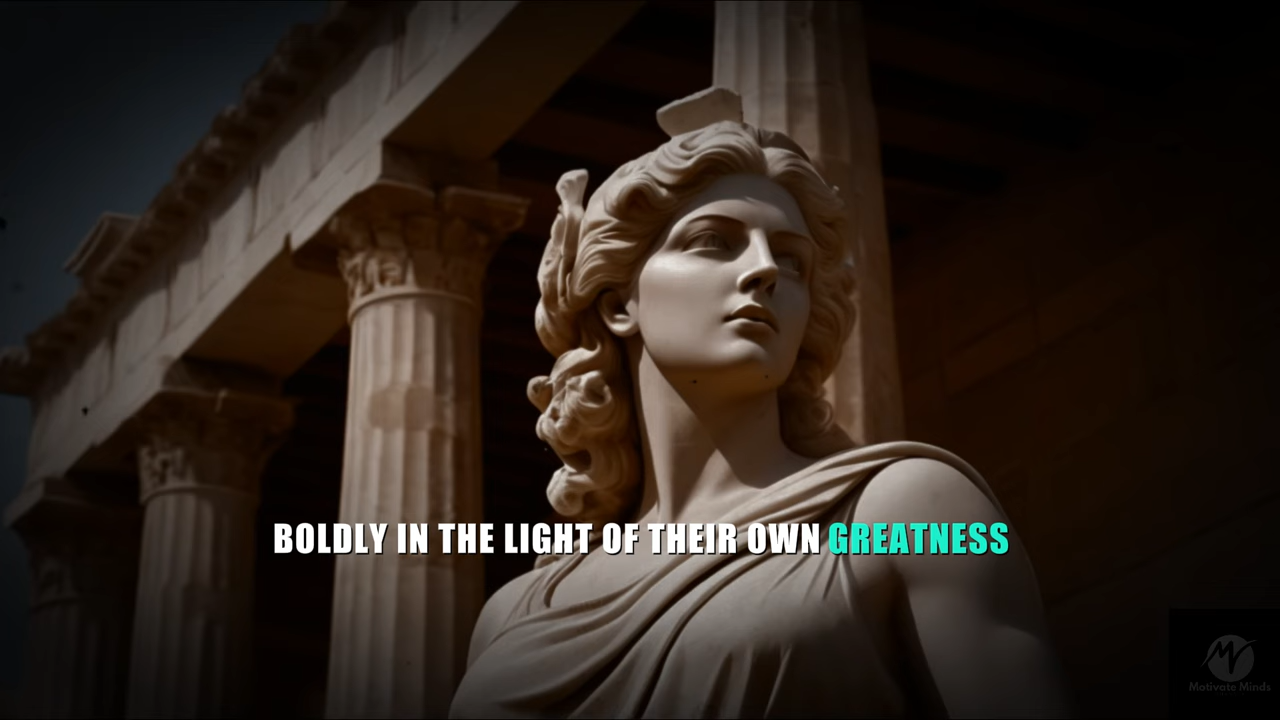 BOLDLY IN THE LIGHT OF THEIR OWN GREATNESS
Motivate Minds